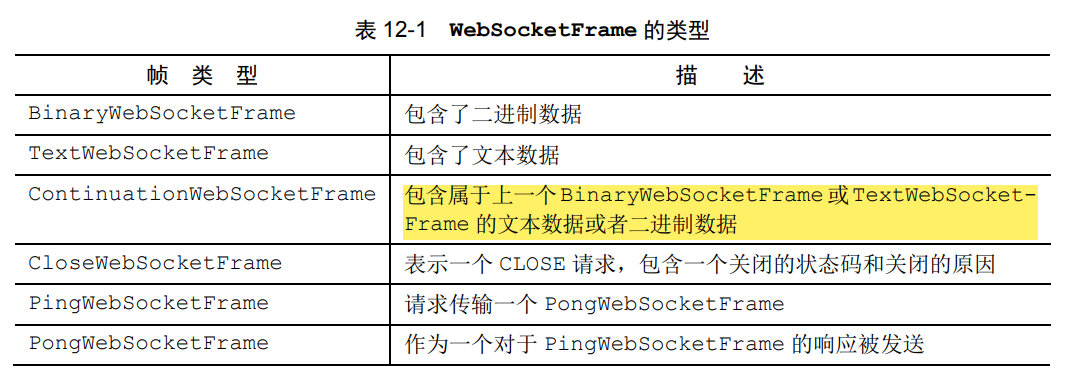 表 12-1 WebSocketFrame 的类型
帧 类 型 描 述
BinaryWebSocketFrame 包含了二进制数据
TextWebSocketFrame 包含了文本数据
ContinuationWebSocketFrame 包含属于上一个 BinaryWebSocketFrame 或 TextWebSocket-
Frame 的文本数据或者二进制数据
CloseWebSocketFrame 表示一个 CLOSE 请求，包含一个关闭的状态码和关闭的原因
PingWebSocketFrame 请求传输一个 PongWebSocketFrame
PongWebSocketFrame 作为一个对于 PingWebSocketFrame 的响应被发送